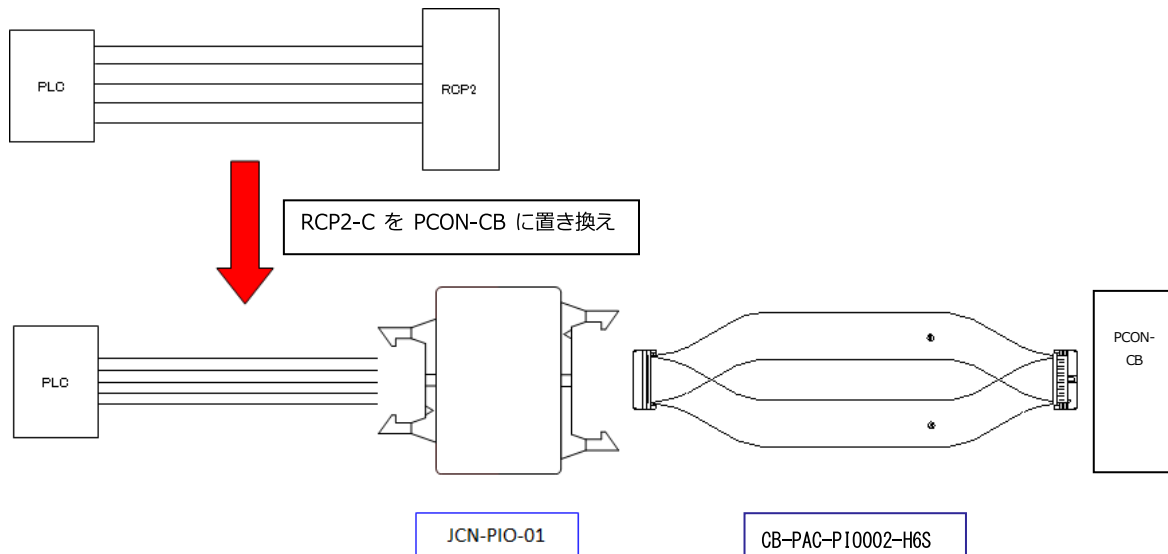 PLC
RCP2
RCP2-C を PCON-CB に置き換え
PLC
PCON-
CB
JCN-PIO-01
CB-PAC-PIO002-H6S